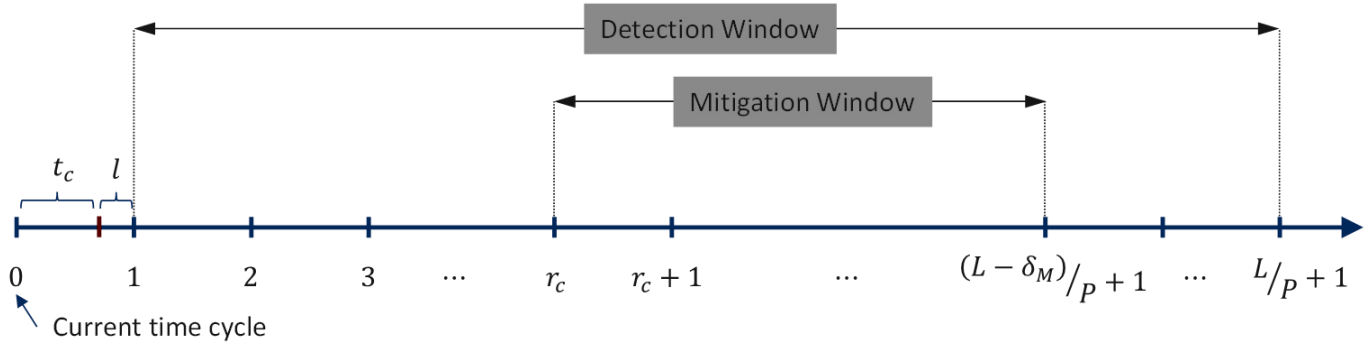 Detection Window
Mitigation Window
t_c l
0 1 2 3 ... r_c r_c + 1 ... (L − δ_M)/P + 1 ... L/P + 1
Current time cycle